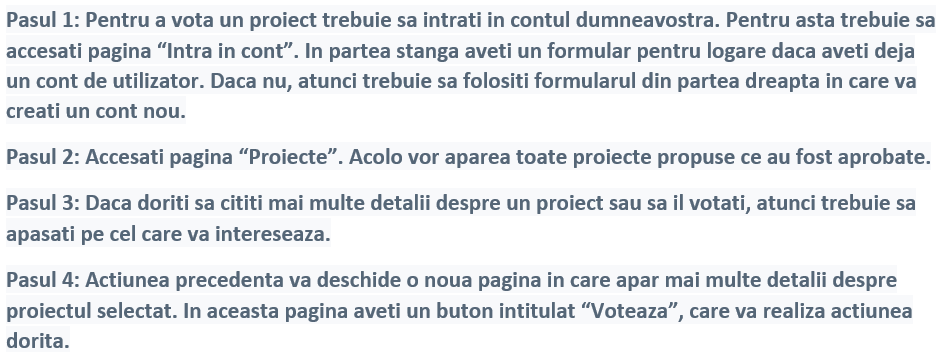 Pasul 1: Pentru a vota un proiect trebuie sa intrati in contul dumneavostra. Pentru asta trebuie sa
accesati pagina “Intra in cont”. In partea stanga aveti un formular pentru logare daca aveti deja
un cont de utilizator. Daca nu, atunci trebuie sa folositi formularul din partea dreapta in care va
creati un cont nou.
Pasul 2: Accesati pagina “Proiecte”. Acolo vor aparea toate proiecte propuse ce au fost aprobate.
Pasul 3: Daca doriti sa cititi mai multe detalii despre un proiect sau sa il votati, atunci trebuie sa
apasati pe cel care va intereseaza.
Pasul 4: Actiunea precedenta va deschide o noua pagina in care apar mai multe detalii despre
proiectul selectat. In aceasta pagina aveti un buton intitulat “Voteaza”, care va realiza actiunea
dorita.